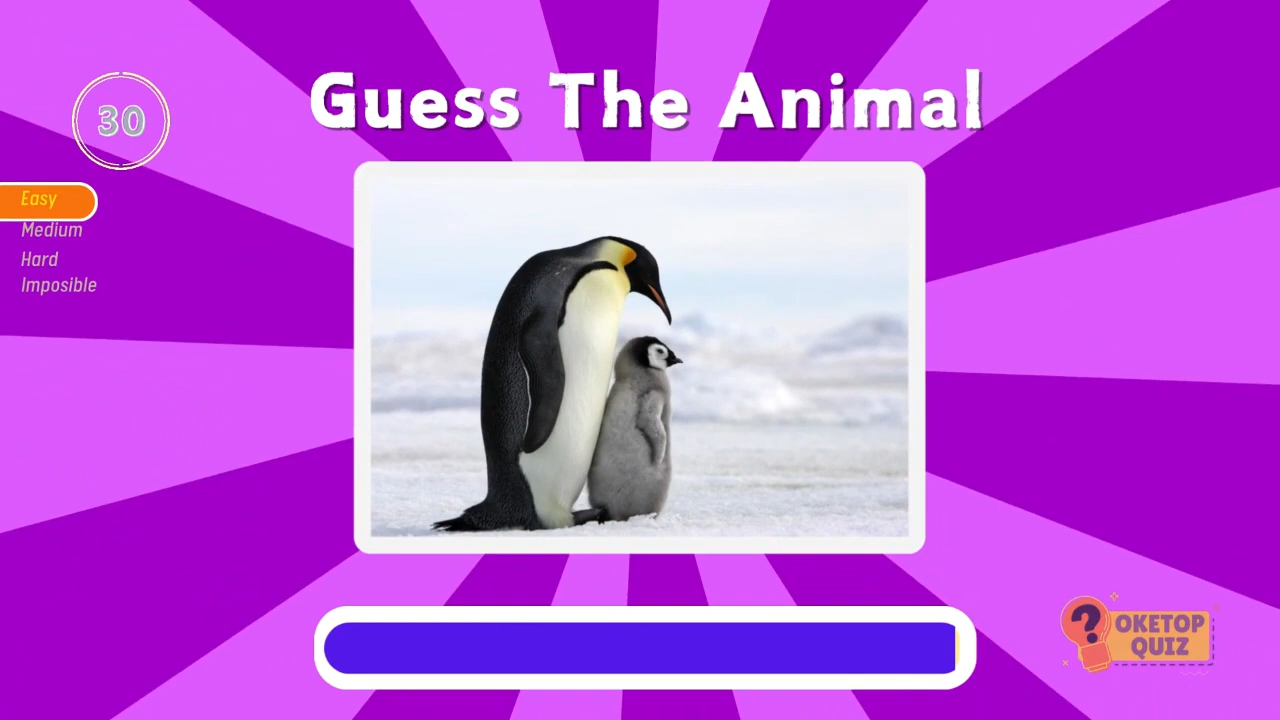 Guess The Animal
30
Easy
Medium
Hard
Imposible
OKETOP
QUIZ